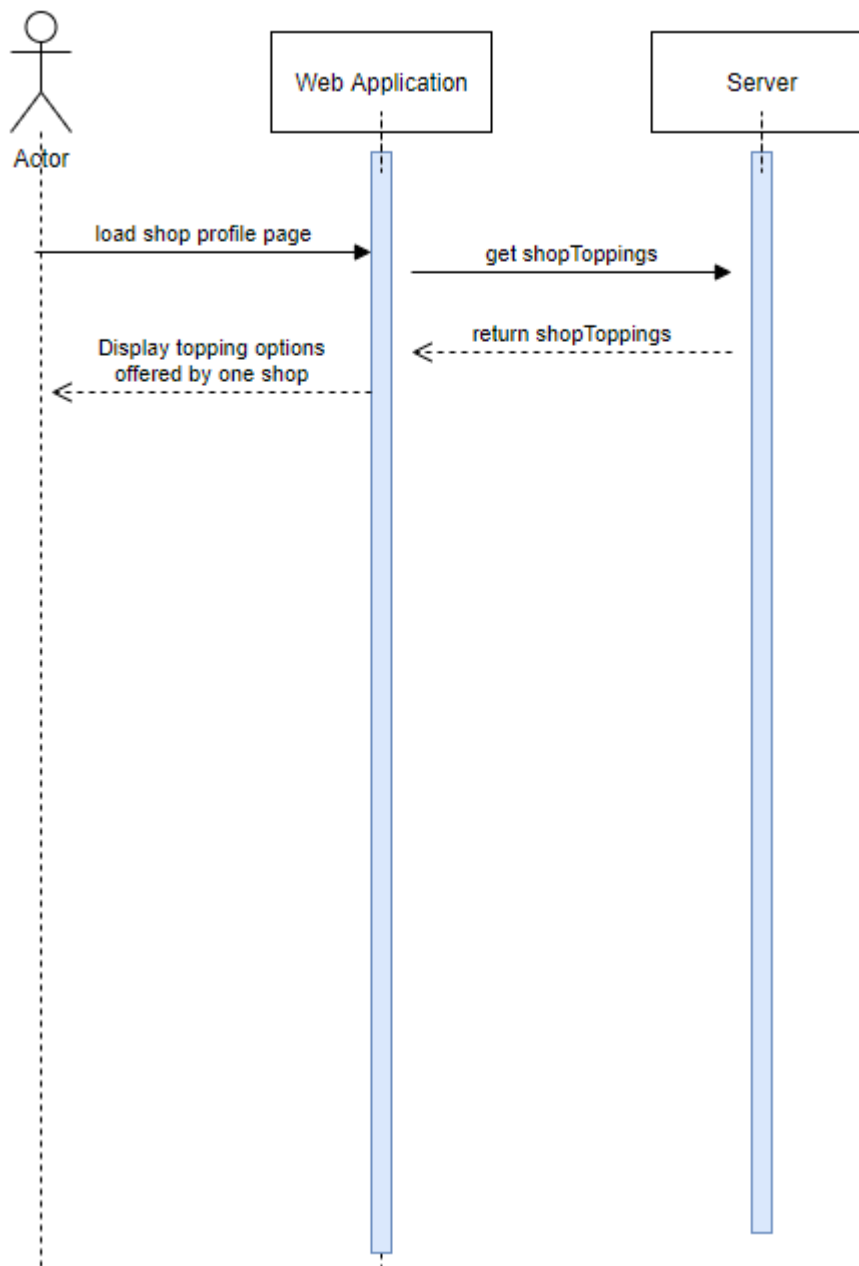 Web Application
Server
Actor
load shop profile page
get shopToppings
return shopToppings
Display topping options
offered by one shop